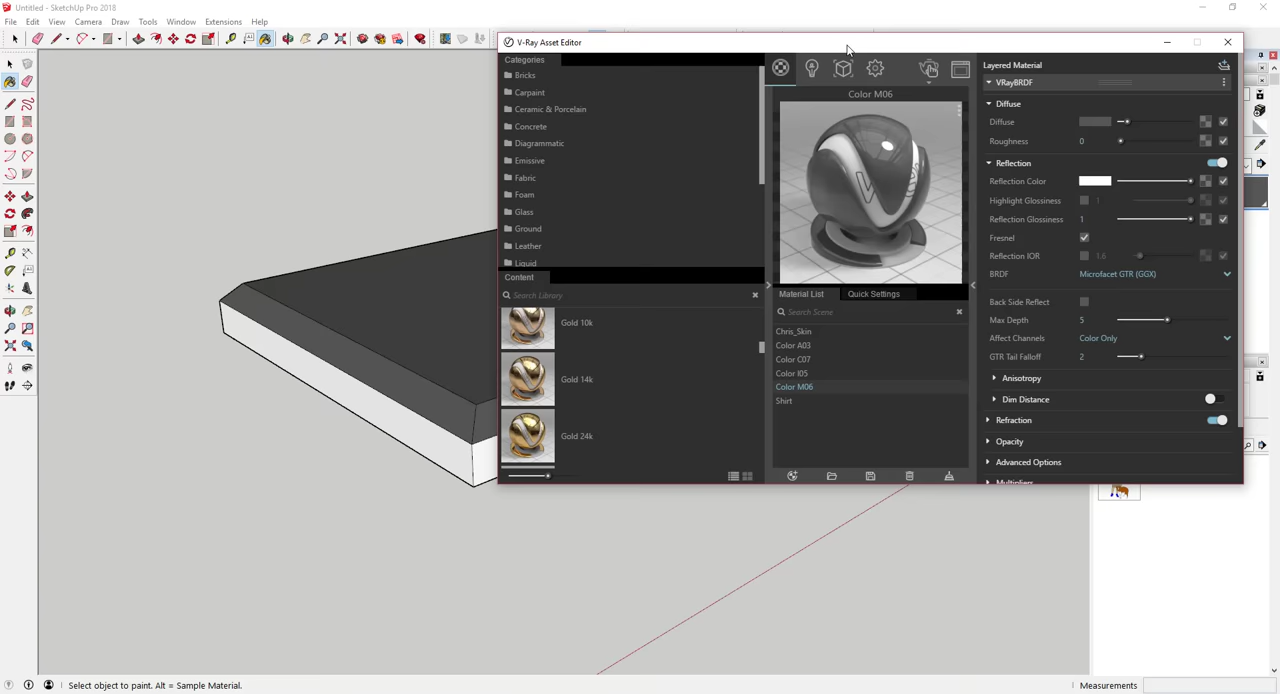 Untitled - SketchUp Pro 2018
File Edit View Camera Draw Tools Window Extensions Help
V-Ray Asset Editor
Categories
Bricks
Carpaint
Ceramic & Porcelain
Concrete
Diagrammatic
Emissive
Fabric
Foam
Glass
Ground
Leather
Liquid
Content
Search Library
Gold 10k
Gold 14k
Gold 24k
Color M06
Material List Quick Settings
Search Scene
Chris_Skin
Color A03
Color C07
Color I05
Color M06
Shirt
Layered Material
VRayBRDF
Diffuse
Diffuse
Roughness 0
Reflection
Reflection Color
Highlight Glossiness 1
Reflection Glossiness 1
Fresnel
Reflection IOR 1.6
BRDF Microfacet GTR (GGX)
Back Side Reflect
Max Depth 5
Affect Channels Color Only
GTR Tail Falloff 2
Anisotropy
Dim Distance
Refraction
Opacity
Advanced Options
Multipliers
Select object to paint. Alt = Sample Material.
Measurements